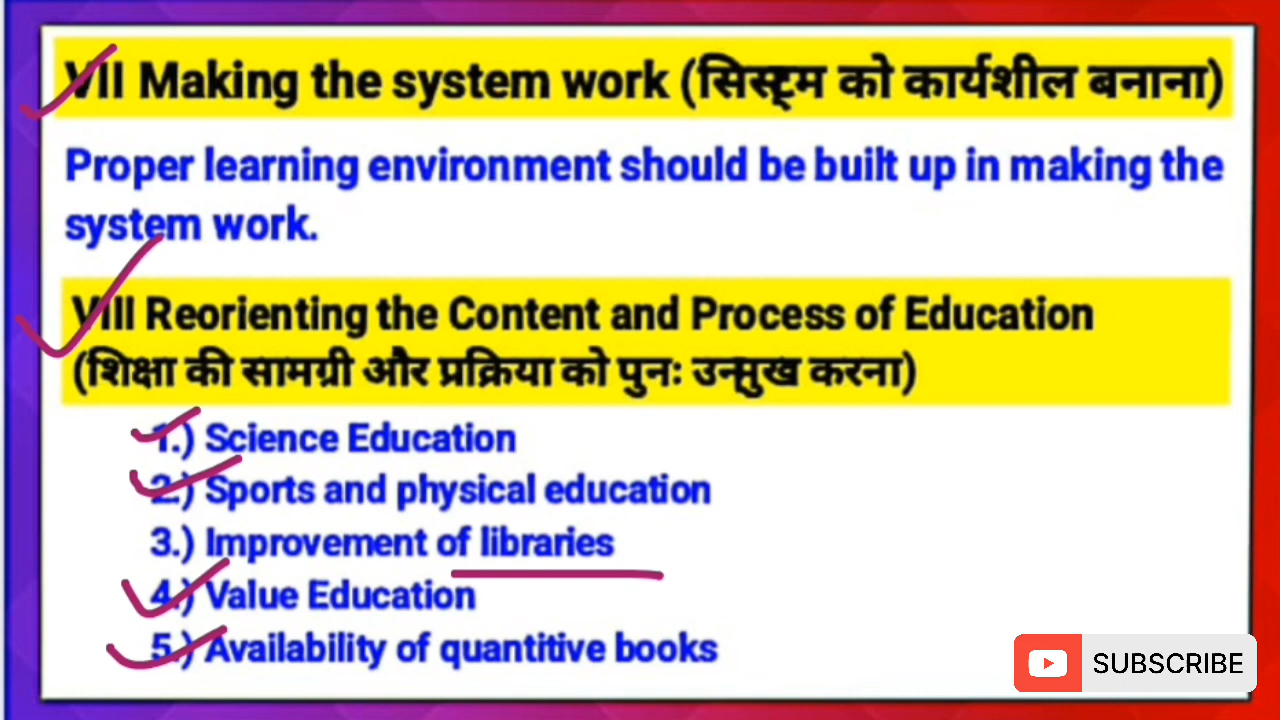 VII Making the system work (सिस्ट्म को कार्यशील बनाना)
Proper learning environment should be built up in making the
system work.
VIII Reorienting the Content and Process of Education
(शिक्षा की सामग्री और प्रक्रिया को पुनः उन्मुख करना)
1.) Science Education
2.) Sports and physical education
3.) Improvement of libraries
4.) Value Education
5.) Availability of quantitive books
SUBSCRIBE